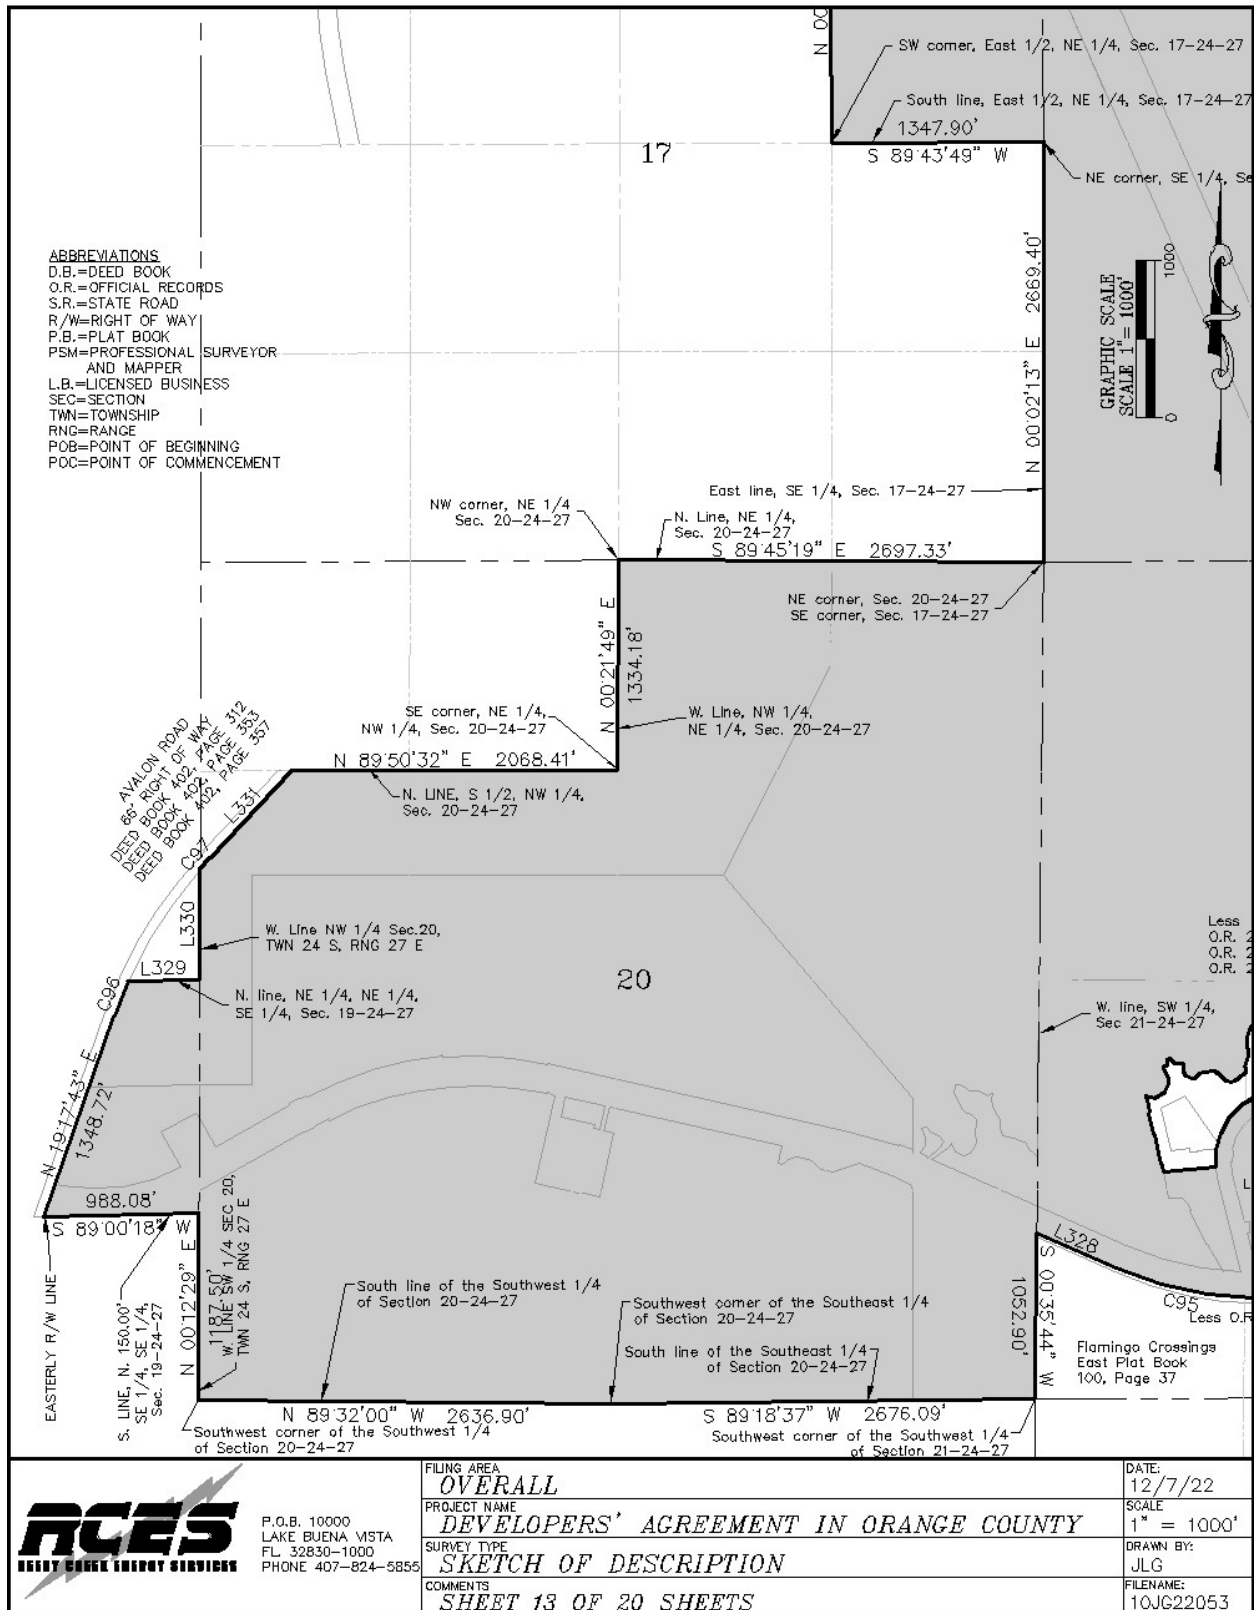 N 00
SW corner, East 1/2, NE 1/4, Sec. 17-24-27
South line, East 1/2, NE 1/4, Sec. 17-24-27
1347.90'
S 89°43'49" W
17
NE corner, SE 1/4, Se
ABBREVIATIONS
D.B.=DEED BOOK
O.R.=OFFICIAL RECORDS
S.R.=STATE ROAD
R/W=RIGHT OF WAY
P.B.=PLAT BOOK
PSM=PROFESSIONAL SURVEYOR
AND MAPPER
L.B.=LICENSED BUSINESS
SEC=SECTION
TWN=TOWNSHIP
RNG=RANGE
POB=POINT OF BEGINNING
POC=POINT OF COMMENCEMENT
N 00°02'13" E 2669.40'
GRAPHIC SCALE
SCALE 1"= 1000'
0
1000
East line, SE 1/4, Sec. 17-24-27
NW corner, NE 1/4
Sec. 20-24-27
N. Line, NE 1/4,
Sec. 20-24-27
S 89°45'19" E 2697.33'
NE corner, Sec. 20-24-27
SE corner, Sec. 17-24-27
N 00°21'49" E
1334.18'
SE corner, NE 1/4,
NW 1/4, Sec. 20-24-27
W. Line, NW 1/4,
NE 1/4, Sec. 20-24-27
N 89°50'32" E 2068.41'
N. LINE, S 1/2, NW 1/4,
Sec. 20-24-27
AVALON ROAD
66' RIGHT OF WAY
DEED BOOK 402, PAGE 312
DEED BOOK 402, PAGE 353
DEED BOOK 402, PAGE 357
L331
C97
L330
W. Line NW 1/4 Sec.20,
TWN 24 S, RNG 27 E
L329
C96
N. line, NE 1/4, NE 1/4,
SE 1/4, Sec. 19-24-27
20
Less
O.R. 2
O.R. 2
O.R. 2
W. line, SW 1/4,
Sec 21-24-27
N 19°17'43" E
1348.72'
988.08'
S 89°00'18" W
EASTERLY R/W LINE
S. LINE, N. 150.00'
SE 1/4, SE 1/4,
Sec. 19-24-27
N 00°12'29" E
1187.50'
W. LINE SW 1/4 SEC 20,
TWN 24 S, RNG 27 E
South line of the Southwest 1/4
of Section 20-24-27
Southwest corner of the Southeast 1/4
of Section 20-24-27
South line of the Southeast 1/4
of Section 20-24-27
L
L328
C95
Less O.R
S 00°35'44" W
1052.90'
Flamingo Crossings
East Plat Book
100, Page 37
N 89°32'00" W 2636.90'
S 89°18'37" W 2676.09'
Southwest corner of the Southwest 1/4
of Section 20-24-27
Southwest corner of the Southwest 1/4
of Section 21-24-27
RCES
REEDY CREEK ENERGY SERVICES
P.O.B. 10000
LAKE BUENA VISTA
FL 32830-1000
PHONE 407-824-5855
FILING AREA
OVERALL
PROJECT NAME
DEVELOPERS' AGREEMENT IN ORANGE COUNTY
SURVEY TYPE
SKETCH OF DESCRIPTION
COMMENTS
SHEET 13 OF 20 SHEETS
DATE:
12/7/22
SCALE
1" = 1000'
DRAWN BY:
JLG
FILENAME:
10JG22053